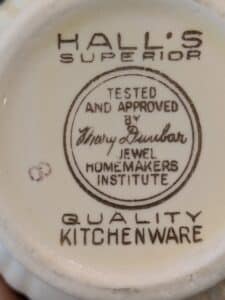 HALL'S
SUPERIOR
TESTED
AND APPROVED
BY
Mary Dunbar
JEWEL
HOMEMAKERS
INSTITUTE
QUALITY
KITCHENWARE